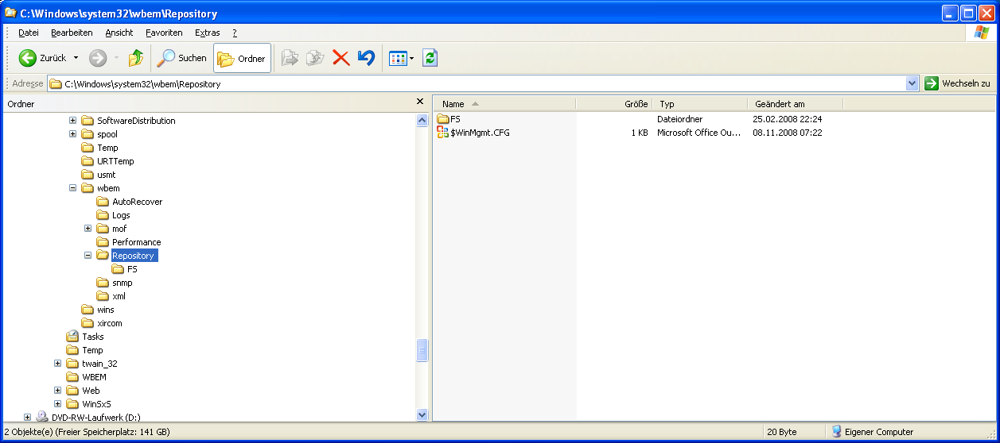 C:\Windows\system32\wbem\Repository
Datei Bearbeiten Ansicht Favoriten Extras ?
Zurück Suchen Ordner
Adresse C:\Windows\system32\wbem\Repository Wechseln zu
Ordner
Name Größe Typ Geändert am
SoftwareDistribution
spool
Temp
URTTemp
usmt
wbem
AutoRecover
Logs
mof
Performance
Repository
FS
snmp
xml
wins
xircom
Tasks
Temp
twain_32
WBEM
Web
WinSxS
DVD-RW-Laufwerk (D:)
FS Dateiordner 25.02.2008 22:24
$WinMgmt.CFG 1 KB Microsoft Office Ou... 08.11.2008 07:22
2 Objekte(e) (Freier Speicherplatz: 141 GB) 20 Byte Eigener Computer